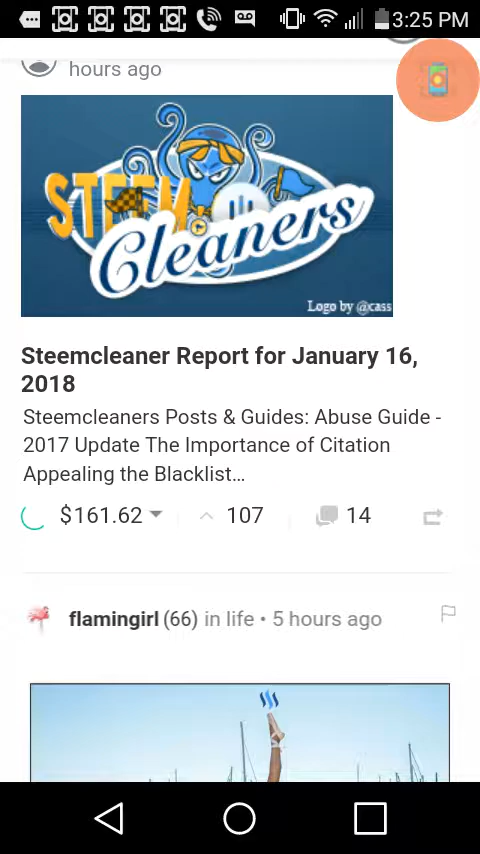 3:25 PM
hours ago
STEEM
Cleaners
Logo by @cass
Steemcleaner Report for January 16,
2018
Steemcleaners Posts & Guides: Abuse Guide -
2017 Update The Importance of Citation
Appealing the Blacklist...
$161.62 107 14
flamingirl (66) in life • 5 hours ago